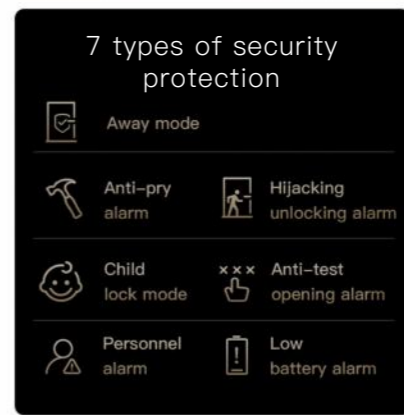 7 types of security
protection
Away mode
Anti-pry
alarm
Hijacking
unlocking alarm
Child
lock mode
××× Anti-test
opening alarm
Personnel
alarm
Low
battery alarm